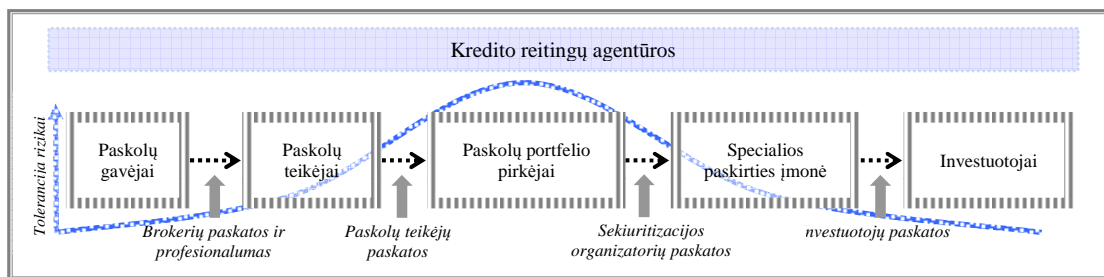 Kredito reitingų agentūros
Tolerancija rizikai
Paskolų
gavėjai
Paskolų
teikėjai
Paskolų portfelio
pirkėjai
Specialios
paskirties įmonė
Investuotojai
Brokerių paskatos ir
profesionalumas
Paskolų teikėjų
paskatos
Sekiuritizacijos
organizatorių paskatos
nvestuotojų paskatos